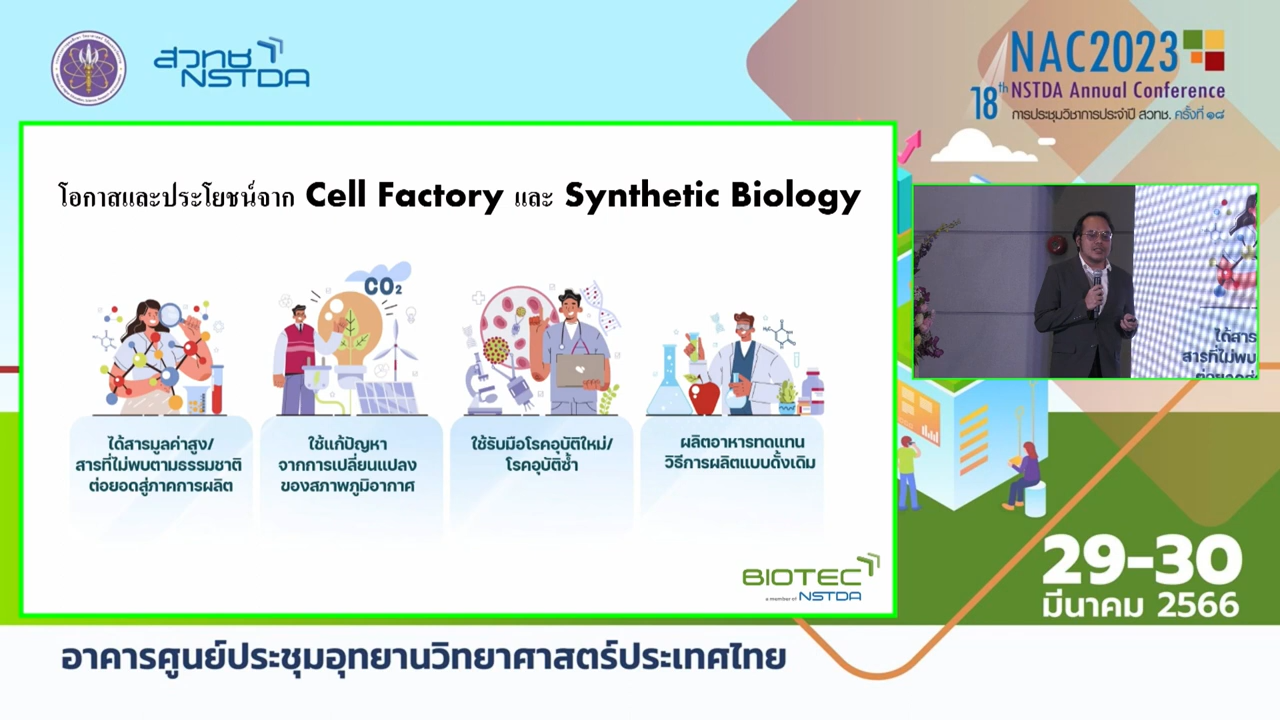 สวทช
NSTDA
NAC2023
18th NSTDA Annual Conference
การประชุมวิชาการประจำปี สวทช. ครั้งที่ ๑๘
โอกาสและประโยชน์จาก Cell Factory และ Synthetic Biology
CO₂
ได้สารมูลค่าสูง/
สารที่ไม่พบตามธรรมชาติ
ต่อยอดสู่ภาคการผลิต
ใช้แก้ปัญหา
จากการเปลี่ยนแปลง
ของสภาพภูมิอากาศ
ใช้รับมือโรคอุบัติใหม่/
โรคอุบัติซ้ำ
ผลิตอาหารทดแทน
วิธีการผลิตแบบดั้งเดิม
BIOTEC
a member of NSTDA
ได้สาร
สารที่ไม่พบ
29-30
มีนาคม 2566
อาคารศูนย์ประชุมอุทยานวิทยาศาสตร์ประเทศไทย